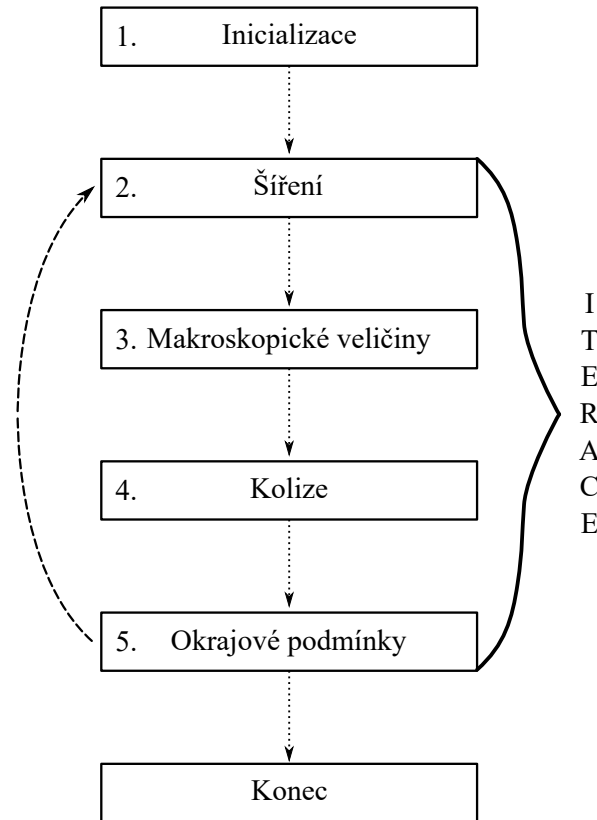 1. Inicializace
2. Šíření
3. Makroskopické veličiny
4. Kolize
5. Okrajové podmínky
Konec
I
T
E
R
A
C
E